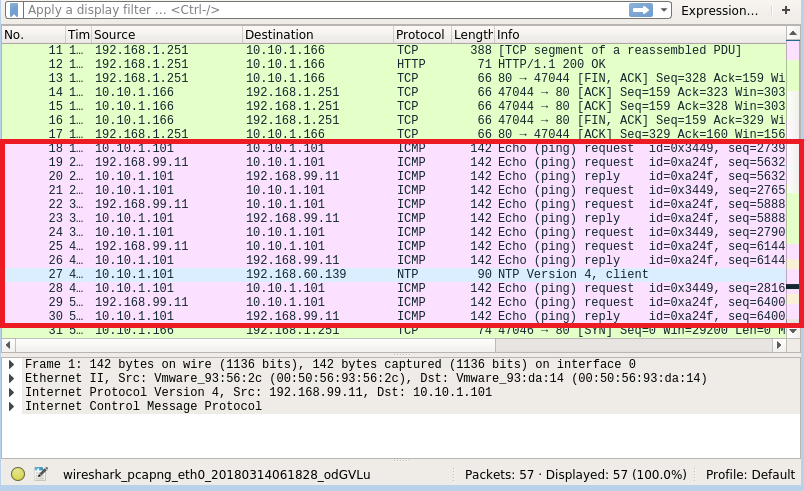 Apply a display filter … <Ctrl-/> Expression… +
No. Tim Source Destination Protocol Length Info
11 1… 192.168.1.251 10.10.1.166 TCP 388 [TCP segment of a reassembled PDU]
12 1… 192.168.1.251 10.10.1.166 HTTP 71 HTTP/1.1 200 OK
13 1… 192.168.1.251 10.10.1.166 TCP 66 80 → 47044 [FIN, ACK] Seq=328 Ack=159 Wi
14 1… 10.10.1.166 192.168.1.251 TCP 66 47044 → 80 [ACK] Seq=159 Ack=323 Win=303
15 1… 10.10.1.166 192.168.1.251 TCP 66 47044 → 80 [ACK] Seq=159 Ack=328 Win=303
16 1… 10.10.1.166 192.168.1.251 TCP 66 47044 → 80 [FIN, ACK] Seq=159 Ack=329 Wi
17 1… 192.168.1.251 10.10.1.166 TCP 66 80 → 47044 [ACK] Seq=329 Ack=160 Win=156
18 1… 10.10.1.101 10.10.1.101 ICMP 142 Echo (ping) request id=0x3449, seq=2739
19 2… 192.168.99.11 10.10.1.101 ICMP 142 Echo (ping) request id=0xa24f, seq=5632
20 2… 10.10.1.101 192.168.99.11 ICMP 142 Echo (ping) reply id=0xa24f, seq=5632
21 2… 10.10.1.101 10.10.1.101 ICMP 142 Echo (ping) request id=0x3449, seq=2765
22 3… 192.168.99.11 10.10.1.101 ICMP 142 Echo (ping) request id=0xa24f, seq=5888
23 3… 10.10.1.101 192.168.99.11 ICMP 142 Echo (ping) reply id=0xa24f, seq=5888
24 3… 10.10.1.101 10.10.1.101 ICMP 142 Echo (ping) request id=0x3449, seq=2790
25 4… 192.168.99.11 10.10.1.101 ICMP 142 Echo (ping) request id=0xa24f, seq=6144
26 4… 10.10.1.101 192.168.99.11 ICMP 142 Echo (ping) reply id=0xa24f, seq=6144
27 4… 10.10.1.101 192.168.60.139 NTP 90 NTP Version 4, client
28 4… 10.10.1.101 10.10.1.101 ICMP 142 Echo (ping) request id=0x3449, seq=2816
29 5… 192.168.99.11 10.10.1.101 ICMP 142 Echo (ping) request id=0xa24f, seq=6400
30 5… 10.10.1.101 192.168.99.11 ICMP 142 Echo (ping) reply id=0xa24f, seq=6400
31 5… 10.10.1.166 192.168.1.251 TCP 74 47046 → 80 [SYN] Seq=0 Win=29200 Len=0 M
Frame 1: 142 bytes on wire (1136 bits), 142 bytes captured (1136 bits) on interface 0
Ethernet II, Src: Vmware_93:56:2c (00:50:56:93:56:2c), Dst: Vmware_93:da:14 (00:50:56:93:da:14)
Internet Protocol Version 4, Src: 192.168.99.11, Dst: 10.10.1.101
Internet Control Message Protocol
wireshark_pcapng_eth0_20180314061828_odGVLu Packets: 57 · Displayed: 57 (100.0%) Profile: Default